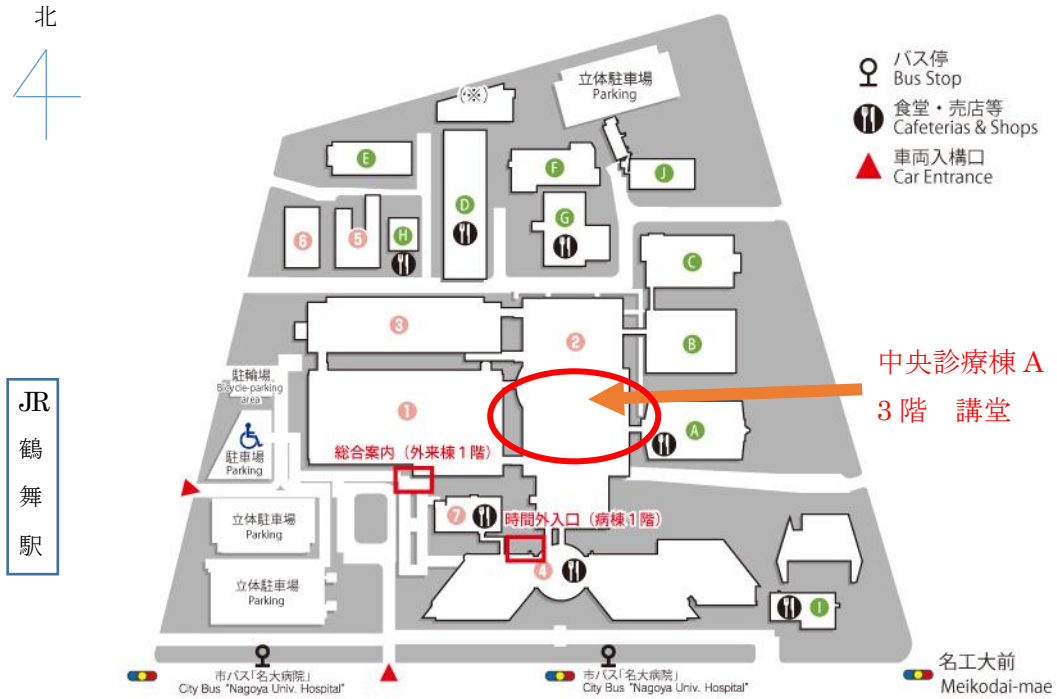 北
バス停
Bus Stop
食堂・売店等
Cafeterias & Shops
車両入構口
Car Entrance
立体駐車場
Parking
(※)
E
F
J
D
G
6
5
H
C
3
2
B
中央診療棟 A
3 階　講堂
駐輪場
Bicycle-parking
area
1
A
JR
鶴
舞
駅
駐車場
Parking
総合案内（外来棟１階）
立体駐車場
Parking
7
時間外入口（病棟１階）
4
立体駐車場
Parking
I
市バス「名大病院」
City Bus "Nagoya Univ. Hospital"
市バス「名大病院」
City Bus "Nagoya Univ. Hospital"
名工大前
Meikodai-mae